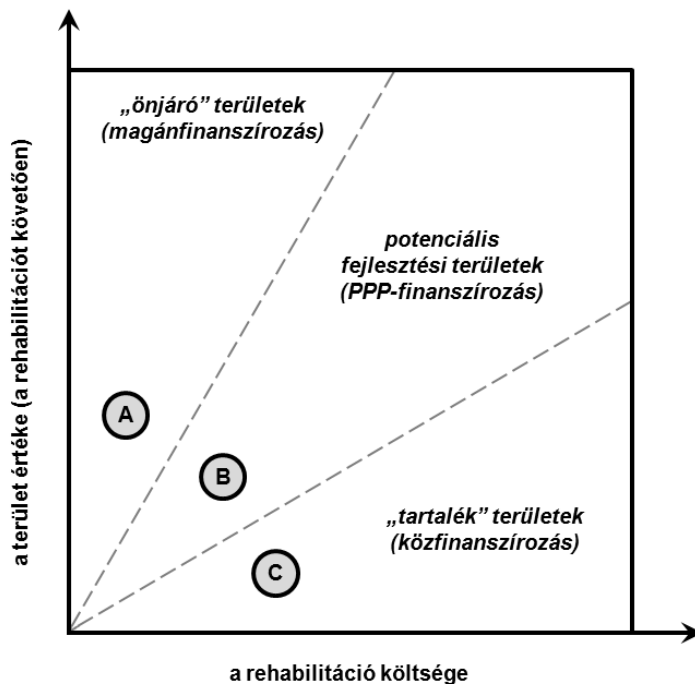 „önjáró” területek
(magánfinanszírozás)
potenciális
fejlesztési területek
(PPP-finanszírozás)
a terület értéke (a rehabilitációt követően)
A
B
„tartalék” területek
(közfinanszírozás)
C
a rehabilitáció költsége